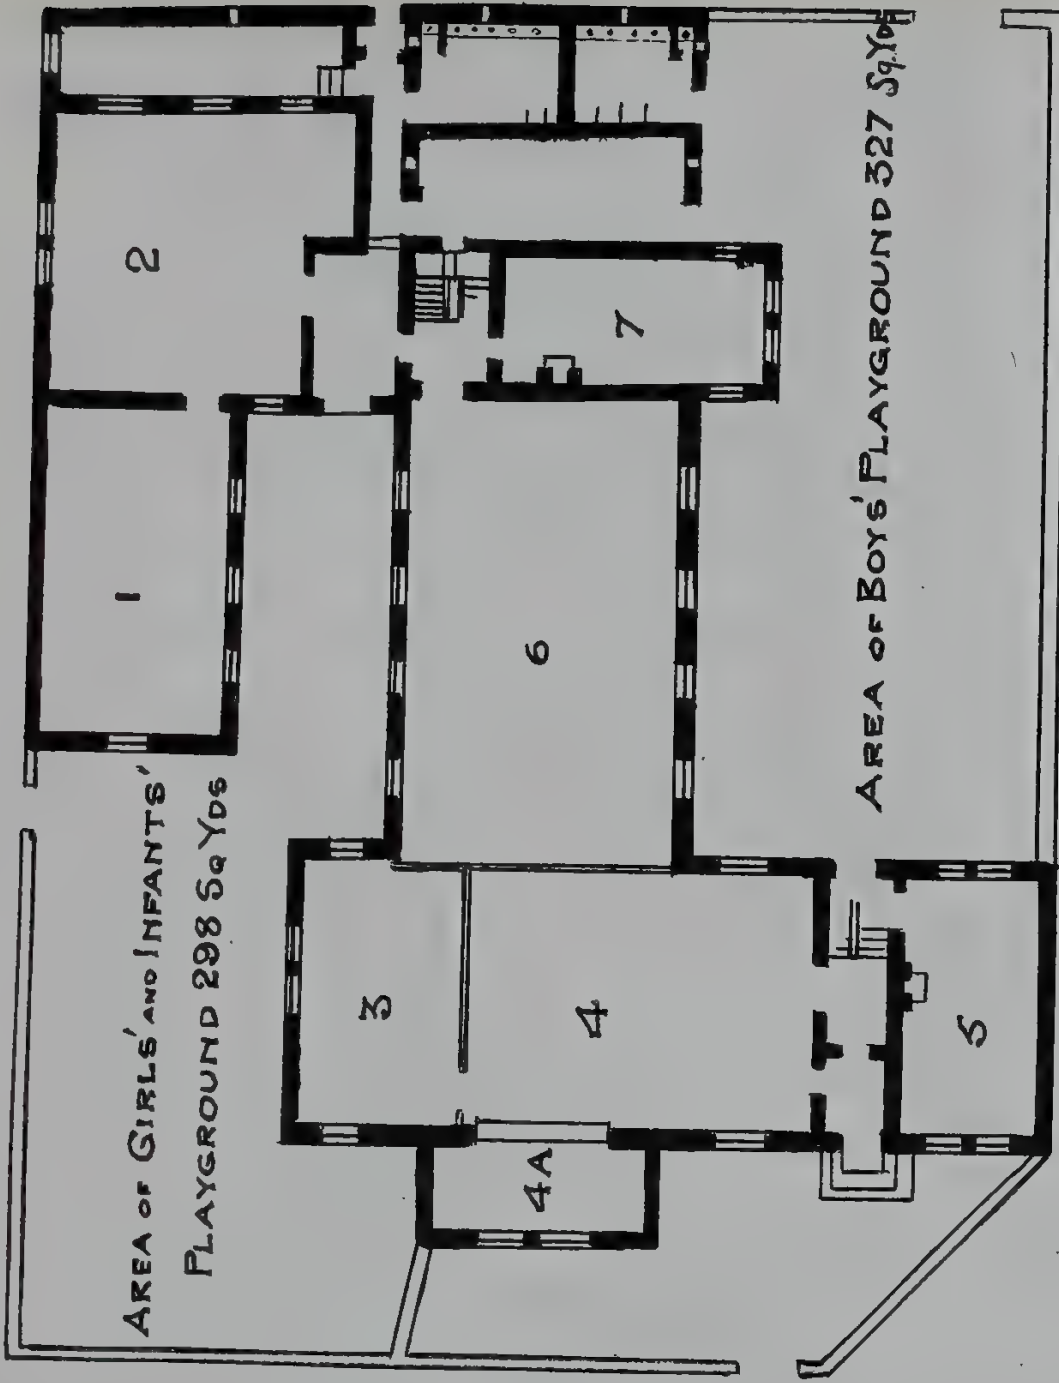 AREA OF GIRLS' AND INFANTS'
PLAYGROUND 298 SQ YDS
1
2
3
4
4A
5
6
7
AREA OF BOYS' PLAYGROUND 327 SQ. YDS